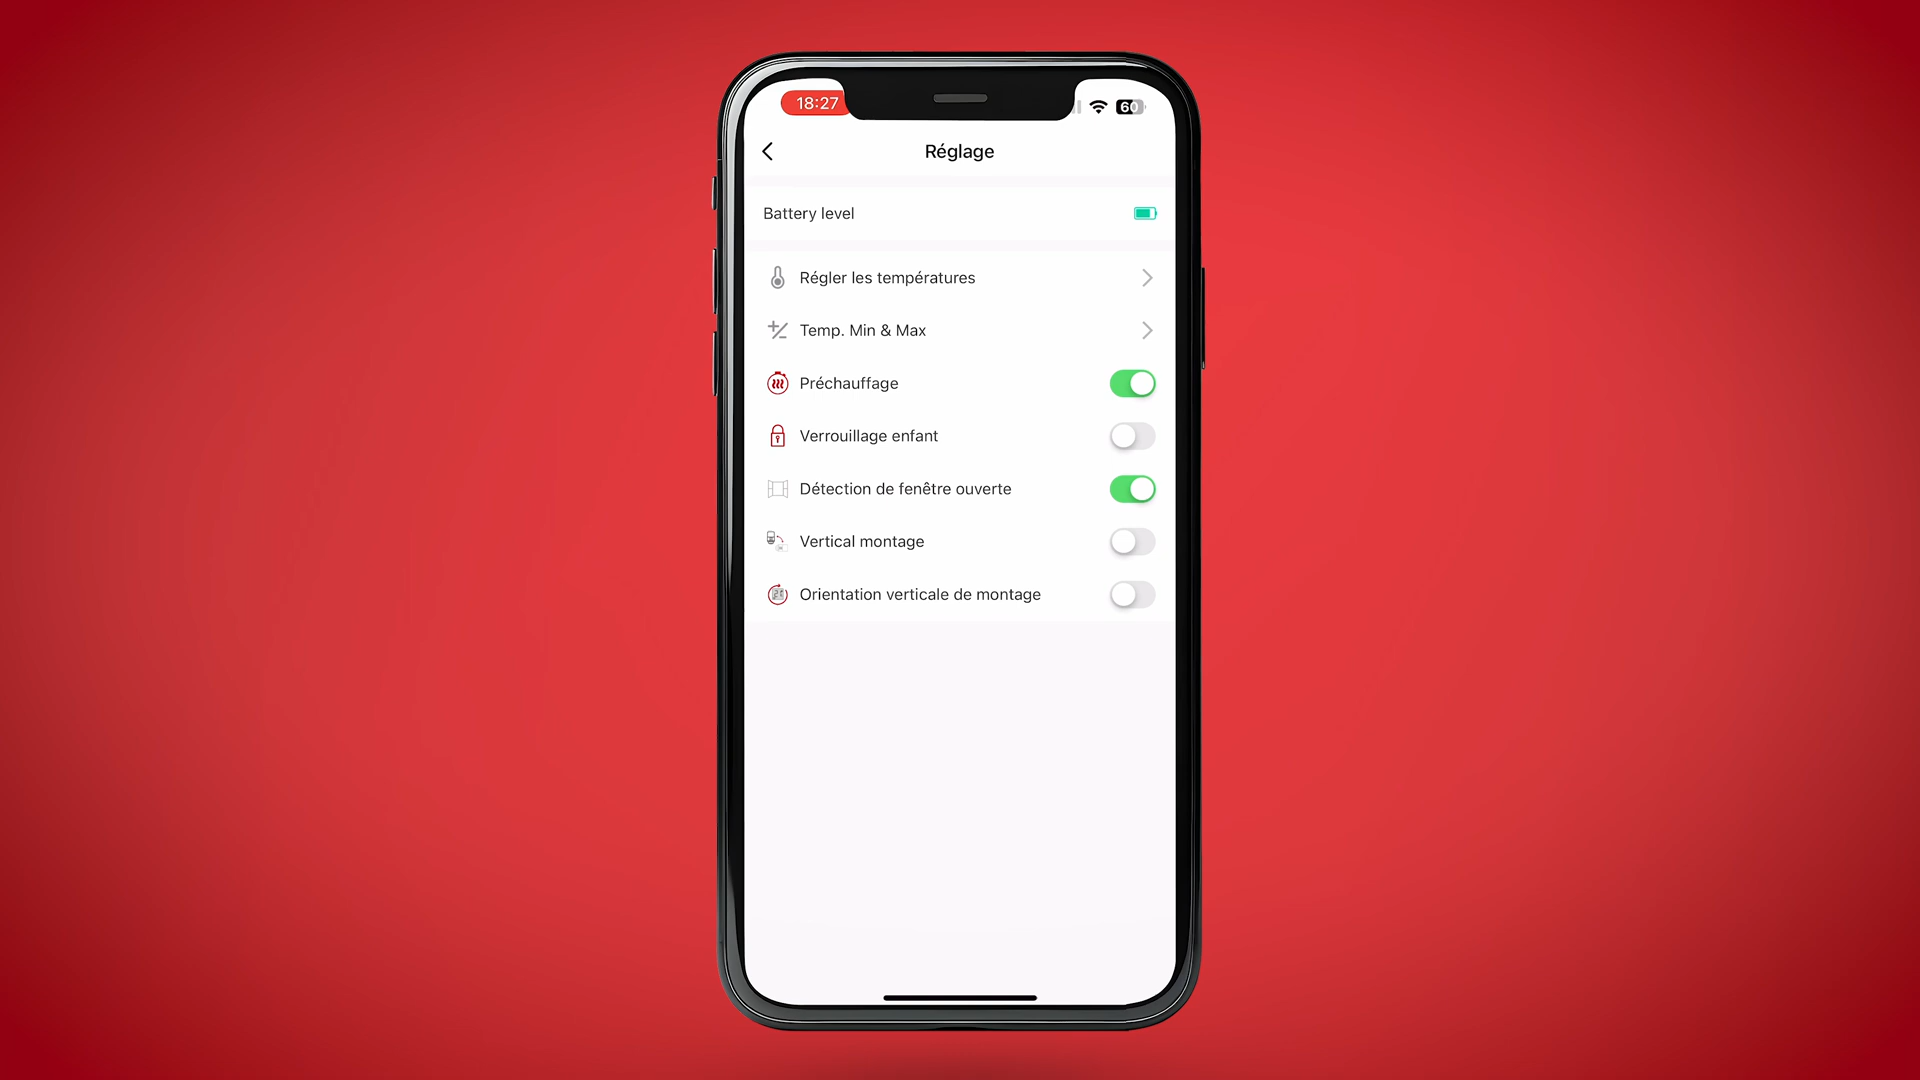 18:27
60
Réglage
Battery level
Régler les températures
Temp. Min & Max
Préchauffage
Verrouillage enfant
Détection de fenêtre ouverte
Vertical montage
Orientation verticale de montage